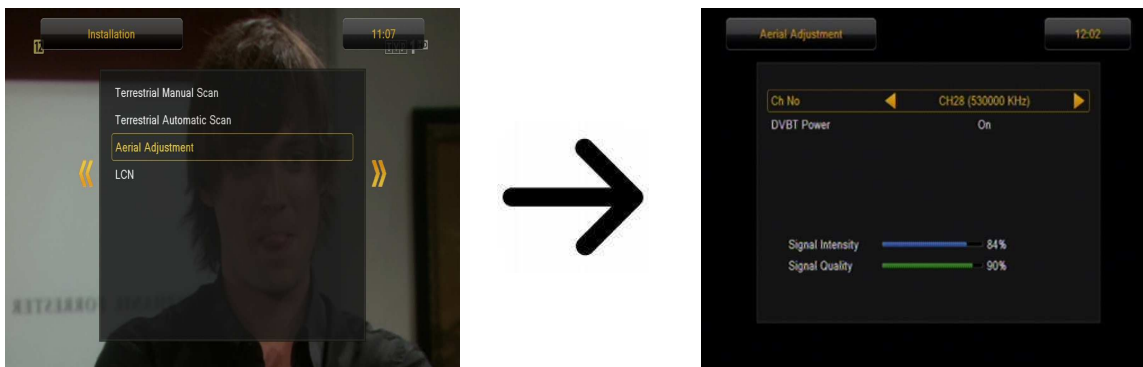 Installation
11:07
12
Terrestrial Manual Scan
Terrestrial Automatic Scan
Aerial Adjustment
LCN
Aerial Adjustment
12:02
Ch No
CH28 (530000 KHz)
DVBT Power
On
Signal Intensity
84%
Signal Quality
90%